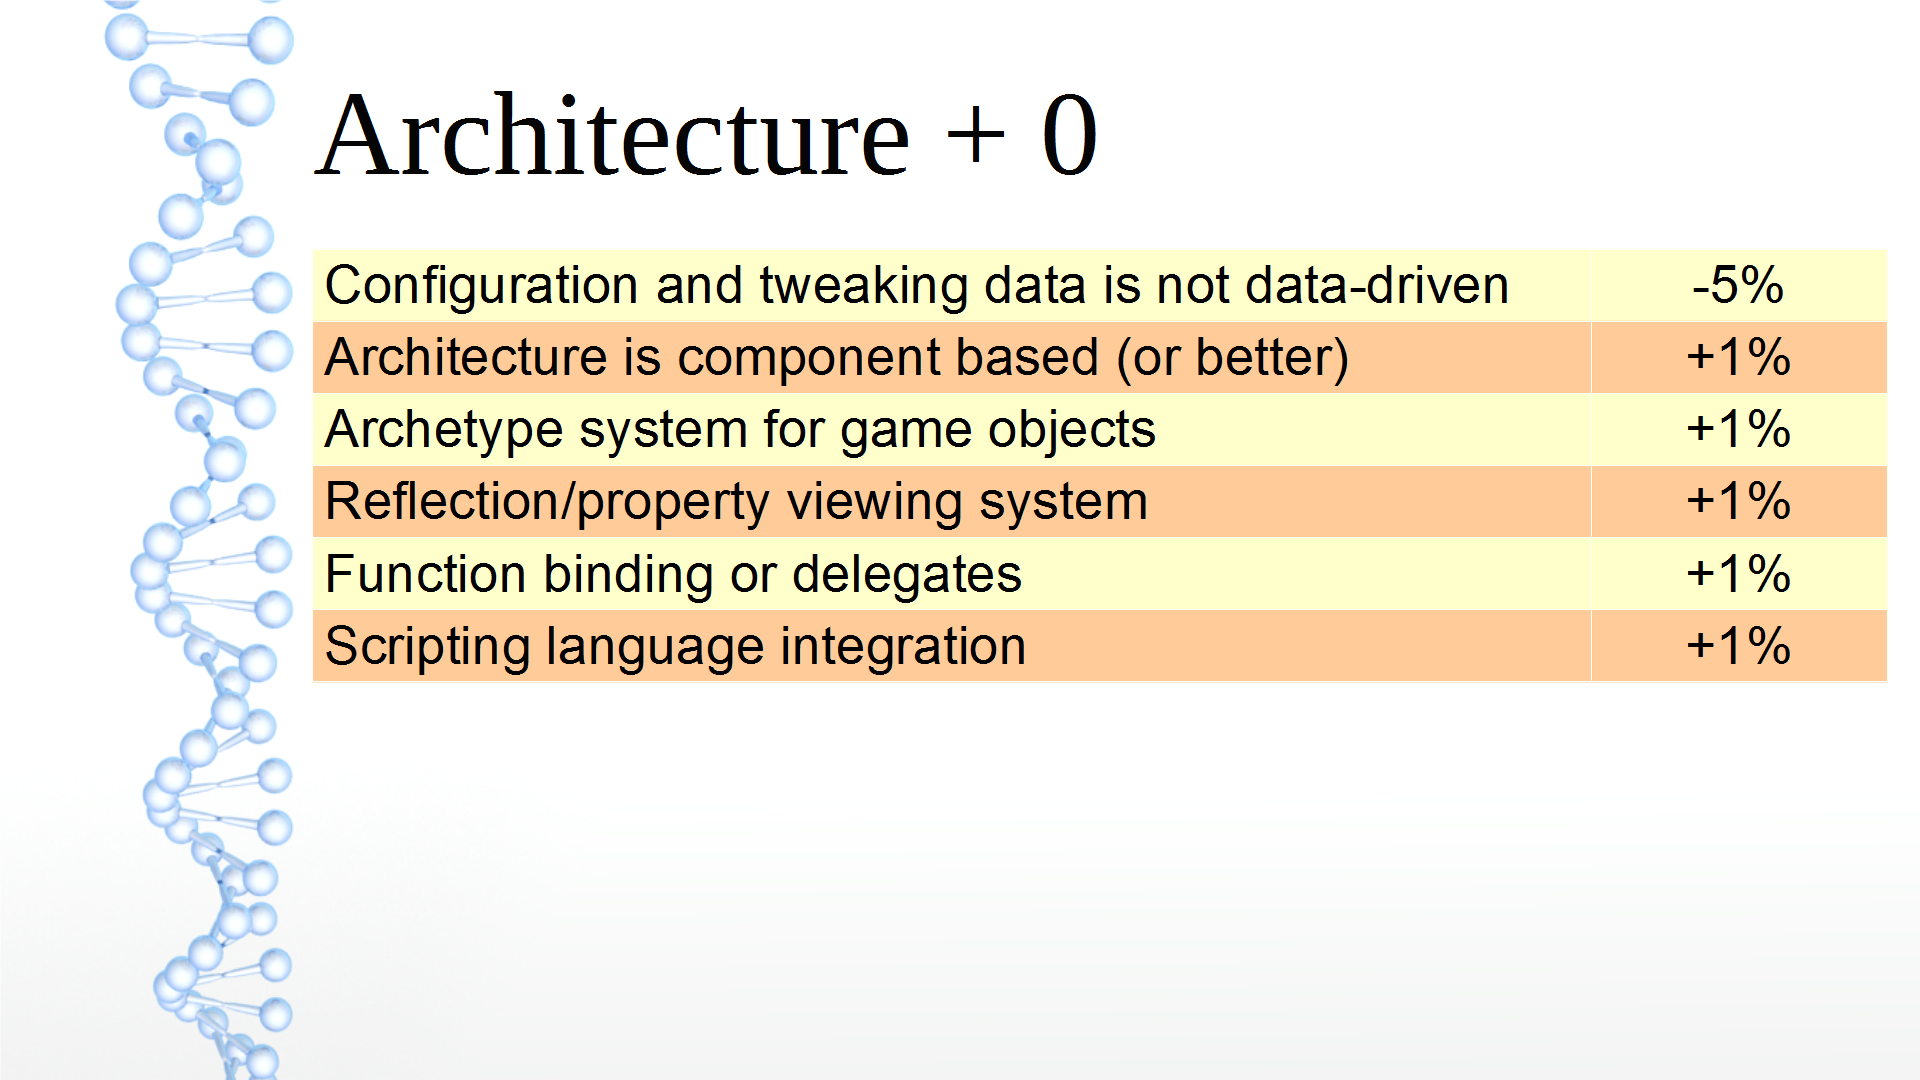 Architecture + 0
Configuration and tweaking data is not data-driven -5%
Architecture is component based (or better) +1%
Archetype system for game objects +1%
Reflection/property viewing system +1%
Function binding or delegates +1%
Scripting language integration +1%